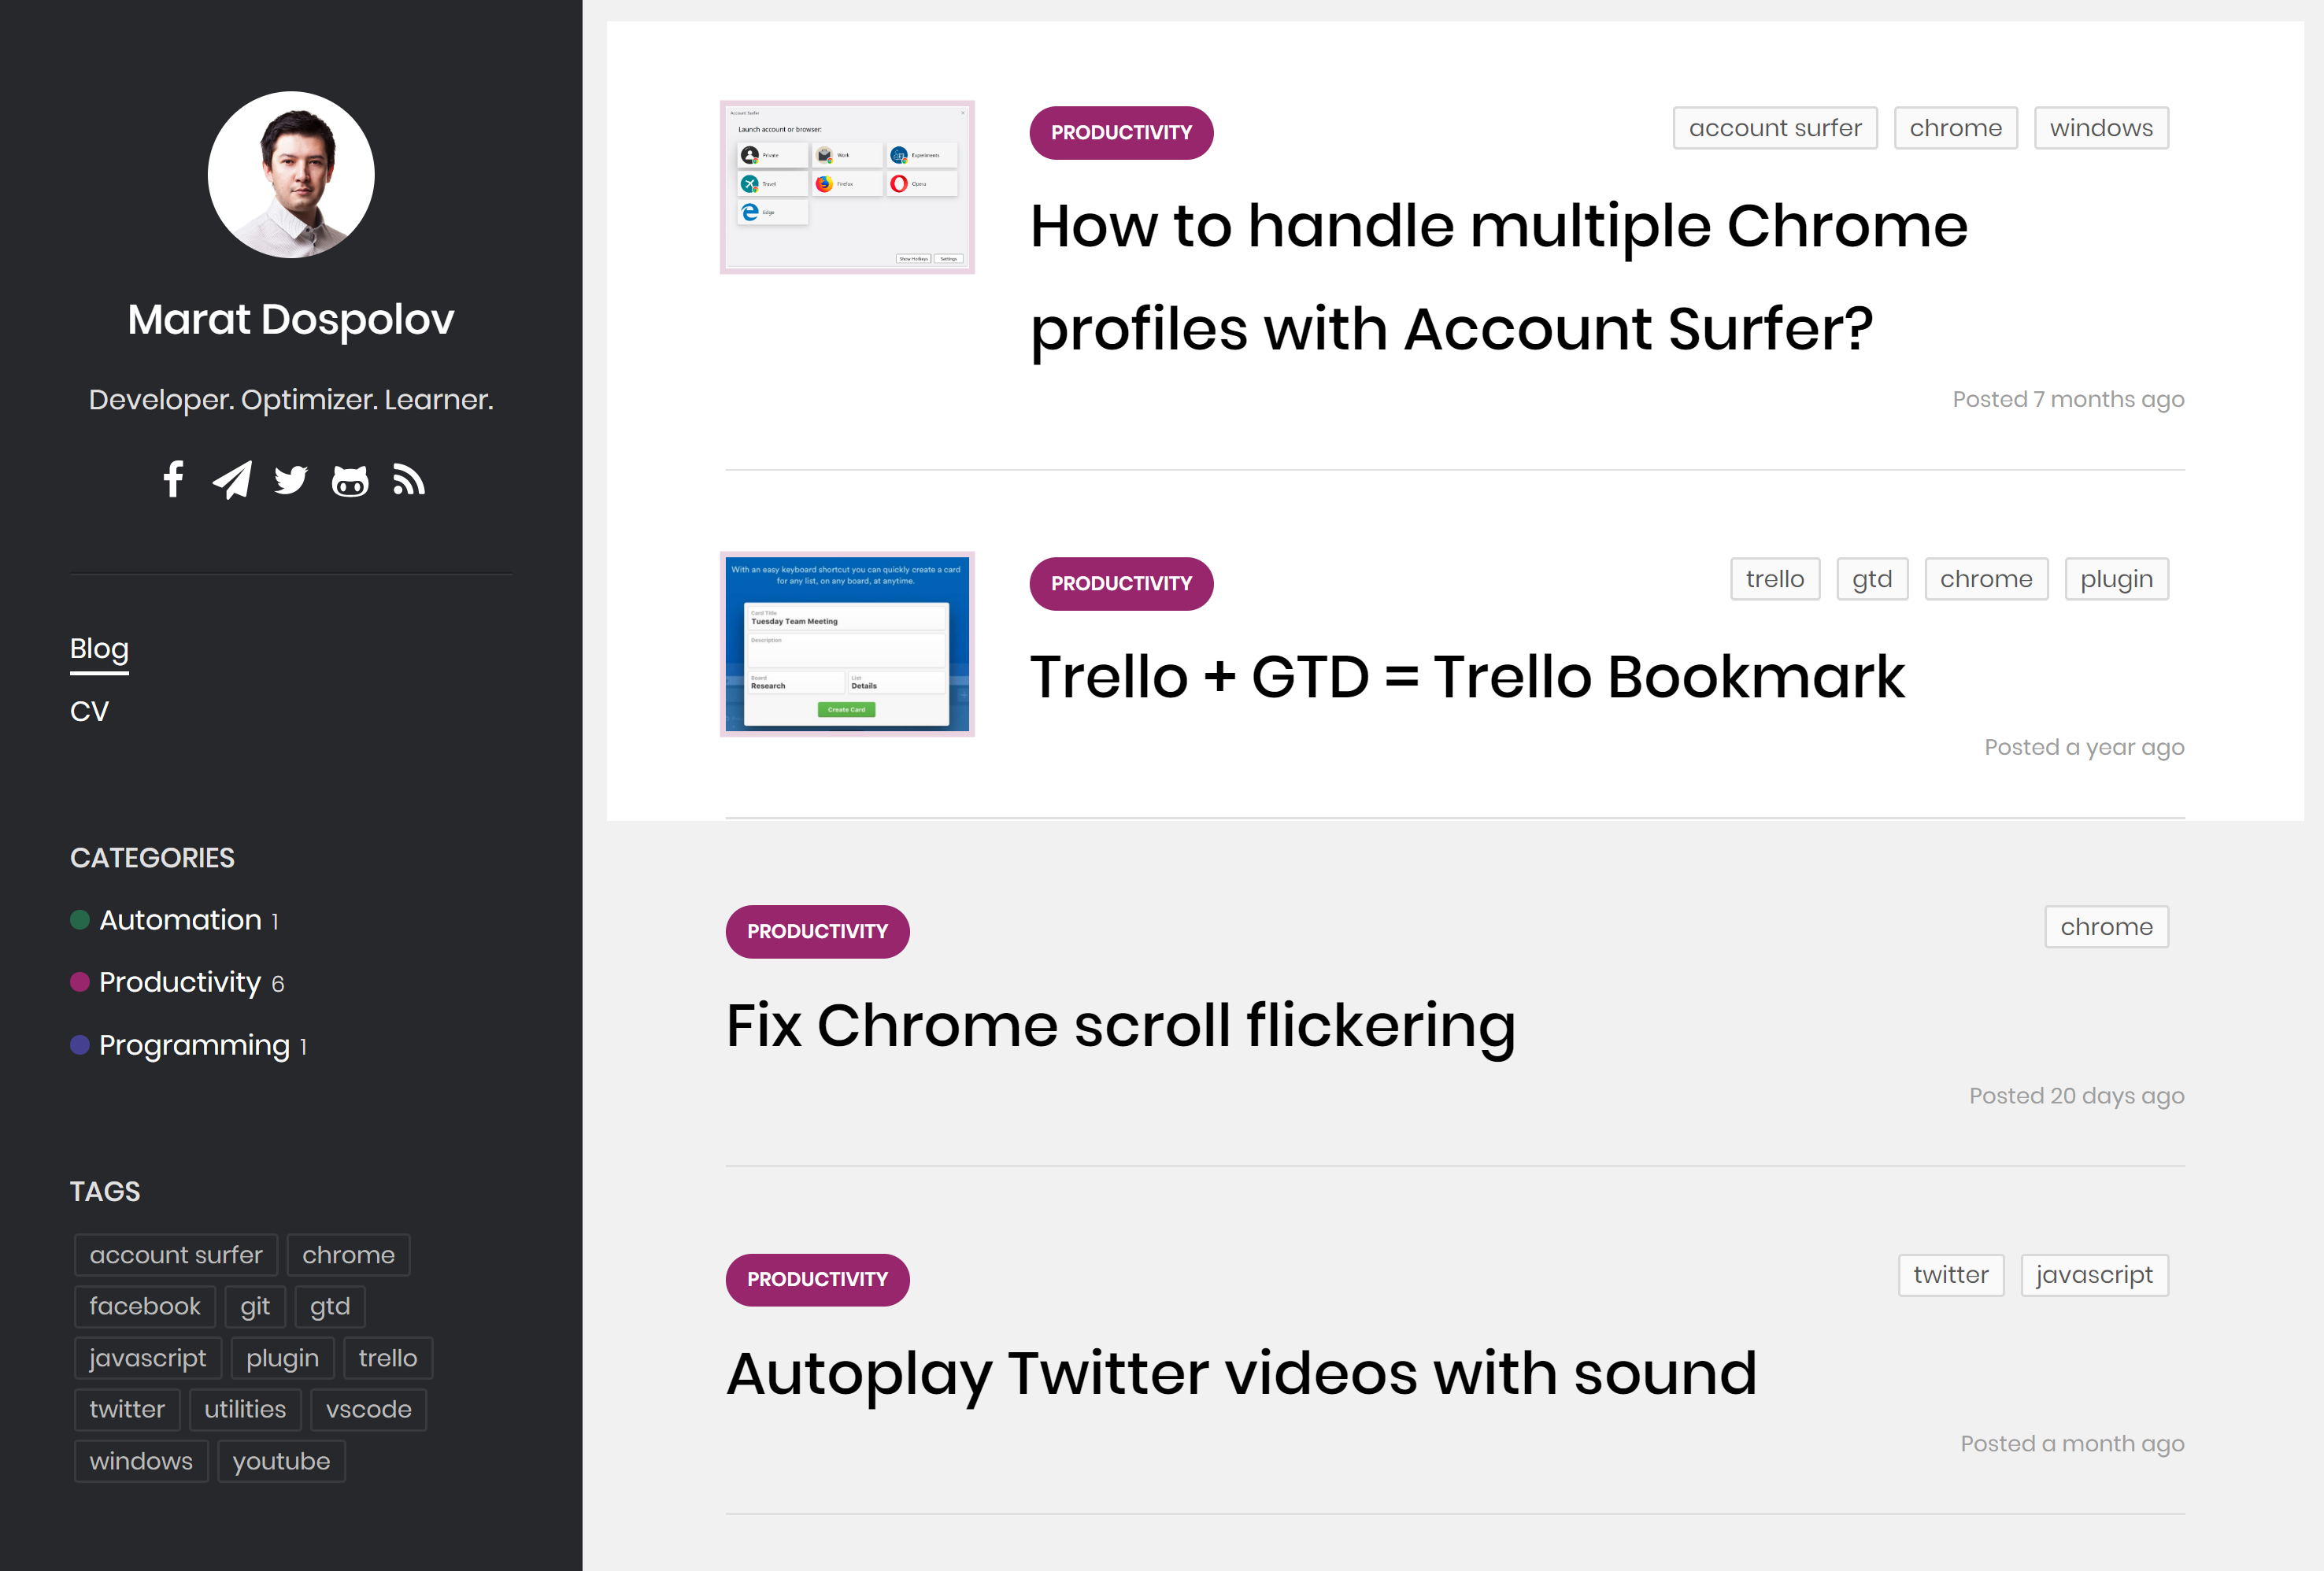 Marat Dospolov
Developer. Optimizer. Learner.
Blog
CV
CATEGORIES
Automation 1
Productivity 6
Programming 1
TAGS
account surfer chrome
facebook git gtd
javascript plugin trello
twitter utilities vscode
windows youtube
Account Surfer
Launch account or browser:
Private Work Experiments
Travel Firefox Opera
Edge
Show Hotkeys Settings
PRODUCTIVITY account surfer chrome windows
How to handle multiple Chrome
profiles with Account Surfer?
Posted 7 months ago
With an easy keyboard shortcut you can quickly create a card
for any list, on any board, at anytime.
Card Title
Tuesday Team Meeting
Description
Board List
Research Details
Create Card
PRODUCTIVITY trello gtd chrome plugin
Trello + GTD = Trello Bookmark
Posted a year ago
PRODUCTIVITY chrome
Fix Chrome scroll flickering
Posted 20 days ago
PRODUCTIVITY twitter javascript
Autoplay Twitter videos with sound
Posted a month ago